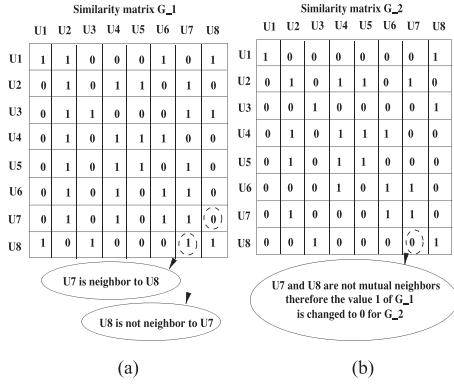 Similarity matrix G_1
U1 U2 U3 U4 U5 U6 U7 U8
U1 1 1 0 0 0 1 0 1
U2 0 1 0 1 1 0 1 0
U3 0 1 1 0 0 0 0 1
U4 0 1 0 1 1 1 0 0
U5 0 1 0 1 1 0 1 0
U6 0 1 0 1 0 1 1 0
U7 0 1 0 1 0 1 1 0
U8 1 0 1 0 0 0 1 1
U7 is neighbor to U8
U8 is not neighbor to U7
(a)
Similarity matrix G_2
U1 U2 U3 U4 U5 U6 U7 U8
U1 1 0 0 0 0 0 0 1
U2 0 1 0 1 1 0 1 0
U3 0 0 1 0 0 0 0 1
U4 0 1 0 1 1 1 0 0
U5 0 1 0 1 1 0 1 0
U6 0 0 0 1 0 1 1 0
U7 0 1 0 0 0 1 1 0
U8 0 0 1 0 0 0 0 1
U7 and U8 are not mutual neighbors
therefore the value 1 of G_1
is changed to 0 for G_2
(b)